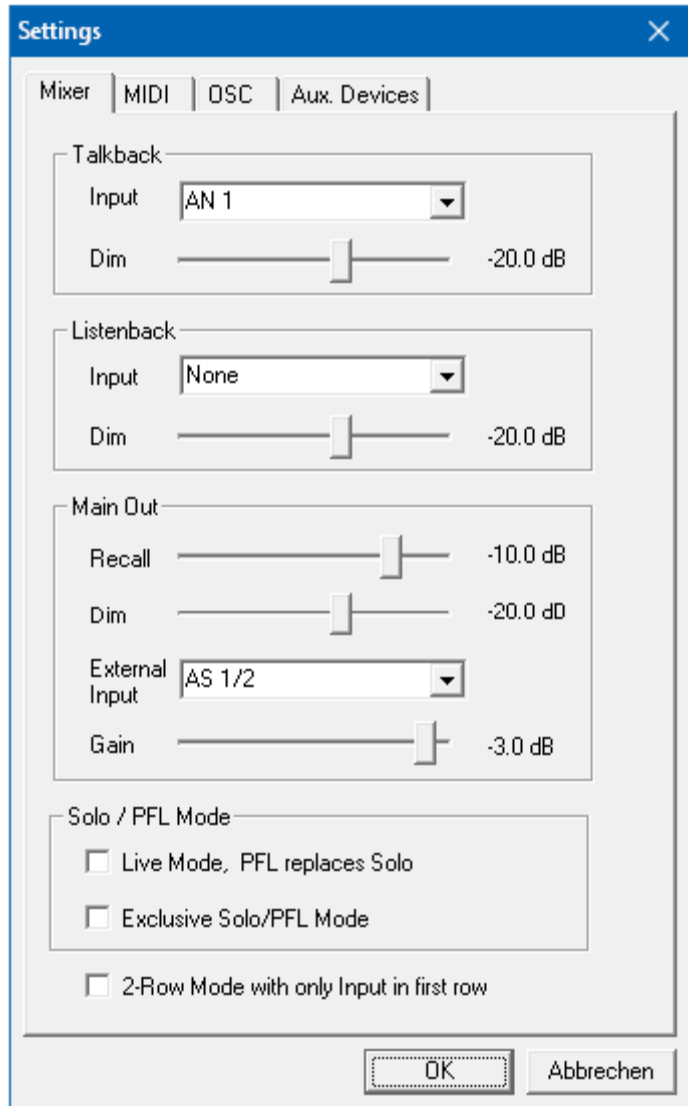 Settings
Mixer MIDI OSC Aux. Devices
Talkback
Input AN 1
Dim -20.0 dB
Listenback
Input None
Dim -20.0 dB
Main Out
Recall -10.0 dB
Dim -20.0 dD
External
Input AS 1/2
Gain -3.0 dB
Solo / PFL Mode
Live Mode, PFL replaces Solo
Exclusive Solo/PFL Mode
2-Row Mode with only Input in first row
OK Abbrechen